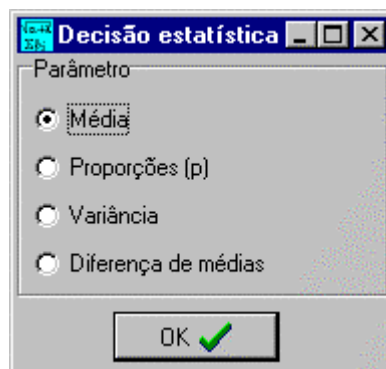 Decisão estatística
Parâmetro
Média
Proporções (p)
Variância
Diferença de médias
OK